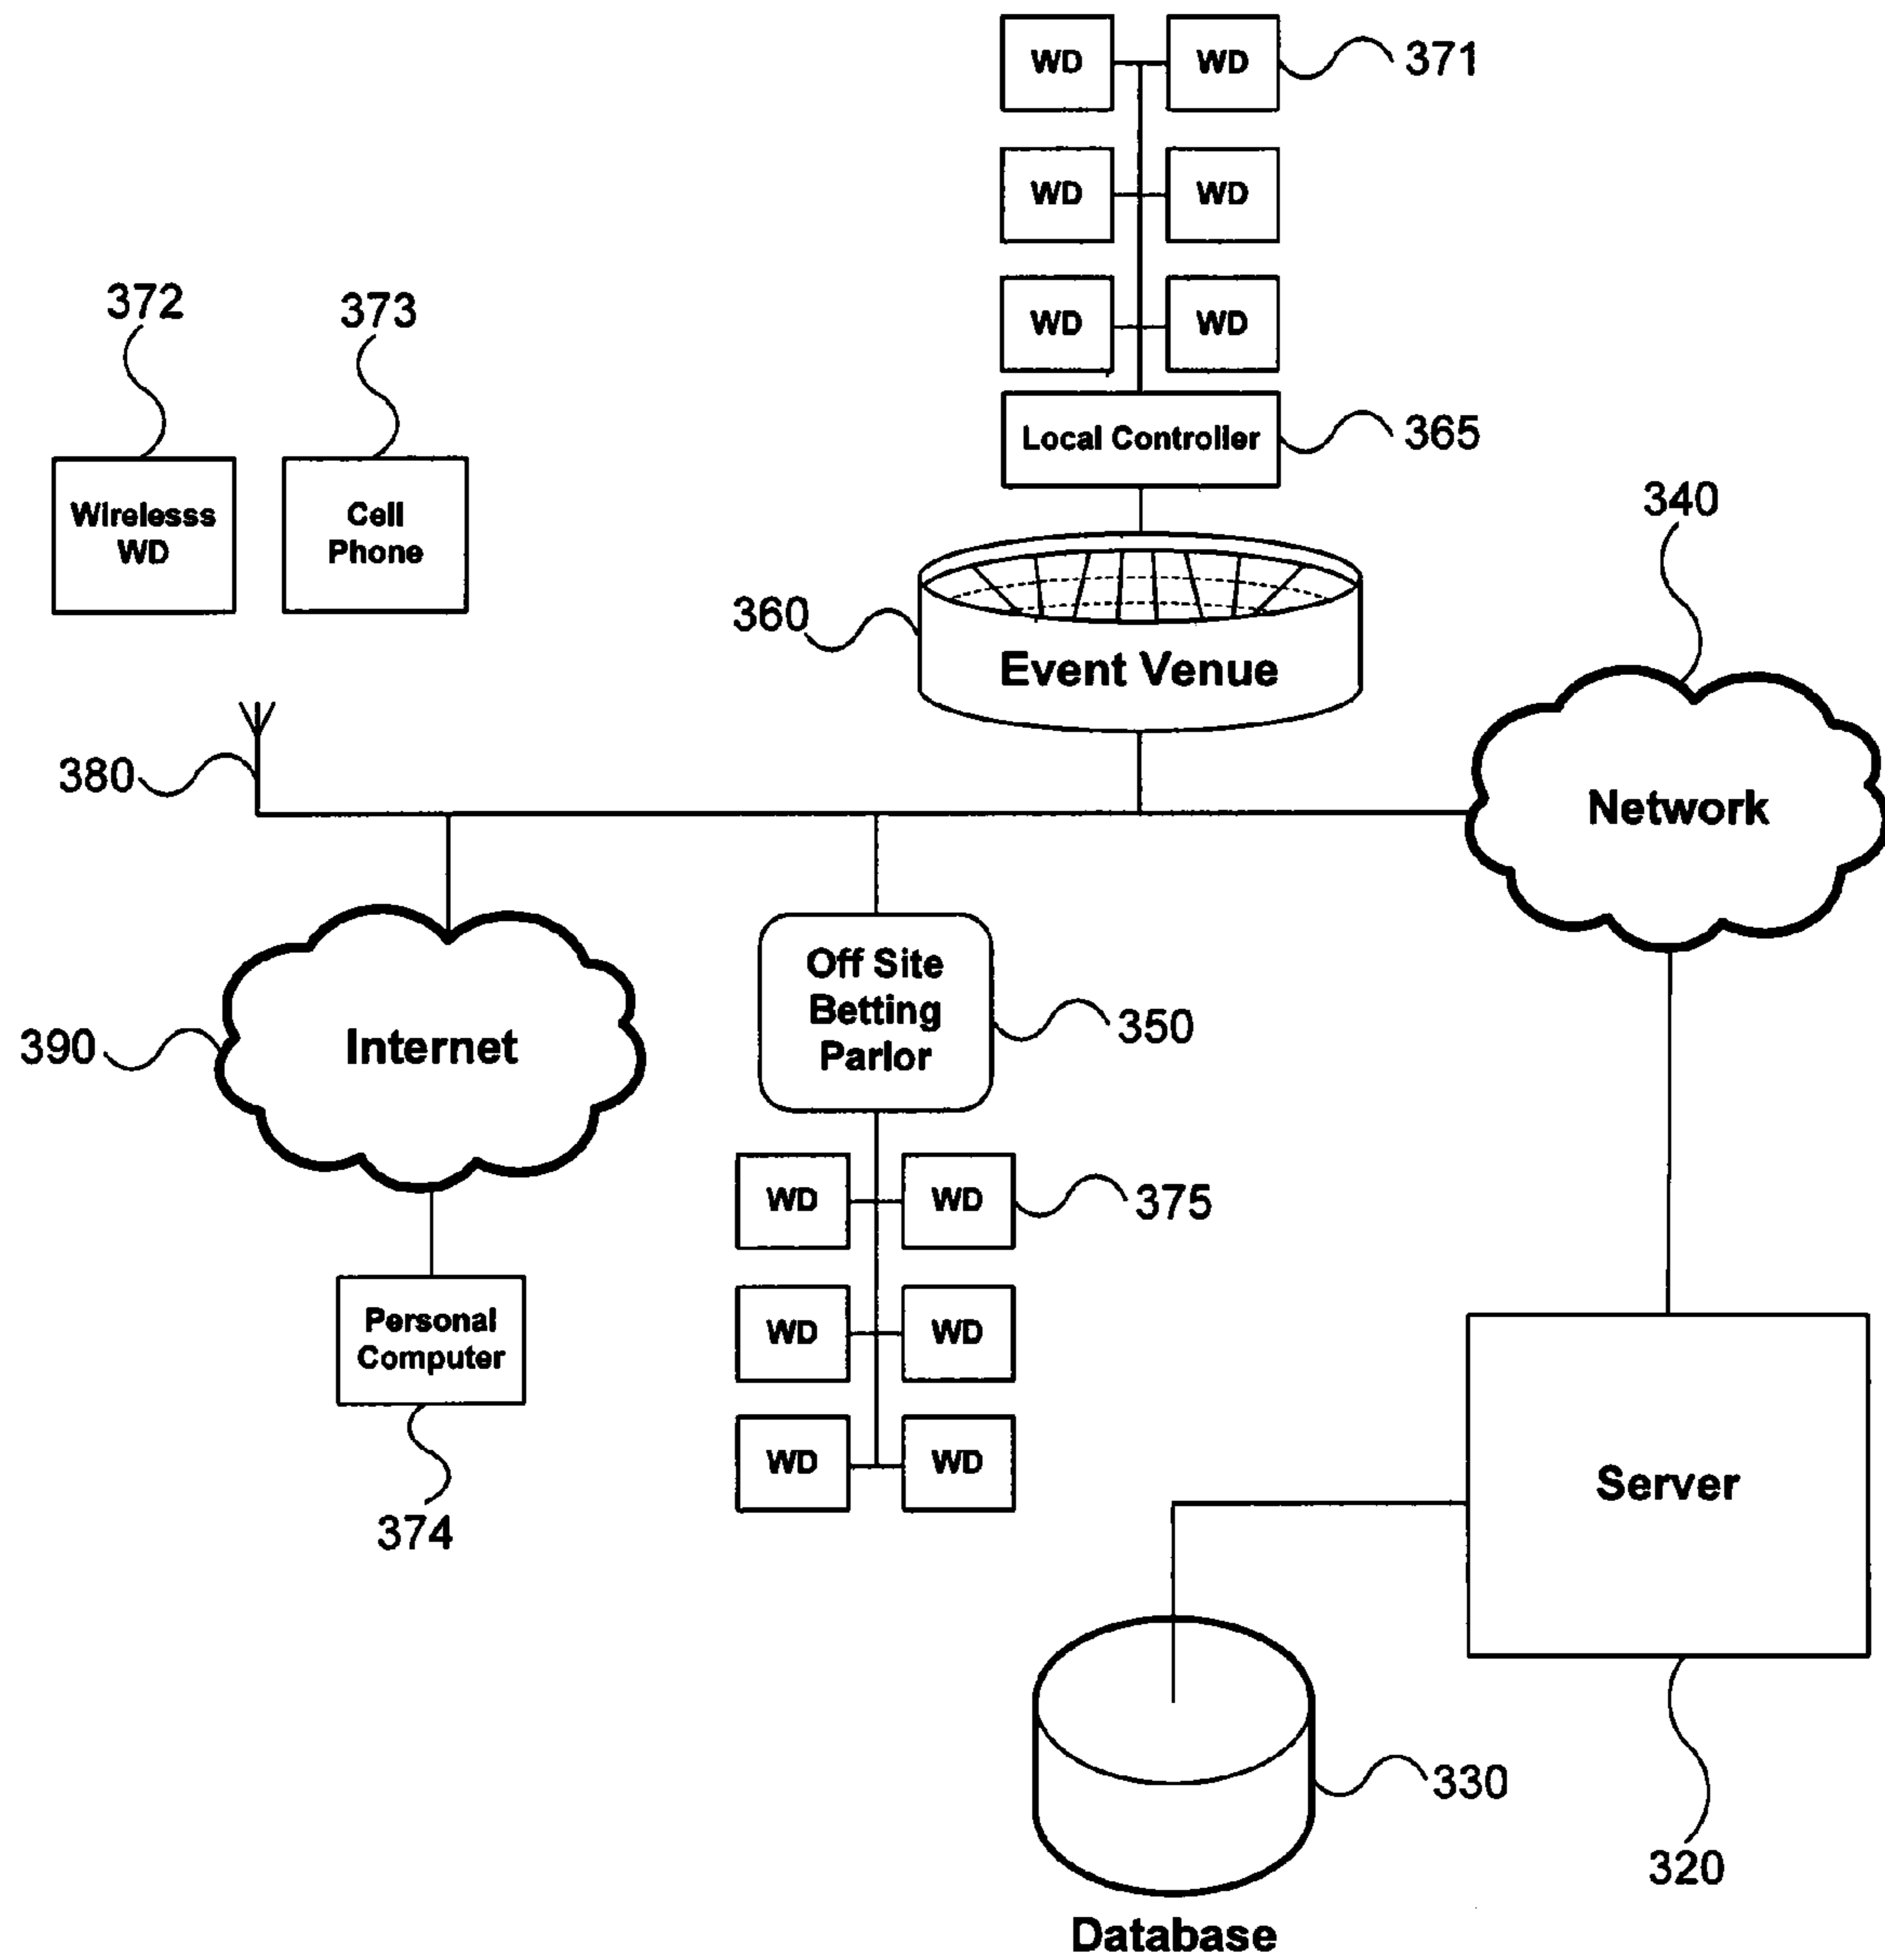 WD
WD
371
WD
WD
WD
WD
Local Controller
365
372
373
Wirelesss
WD
Cell
Phone
340
360
Event Venue
380
Network
Off Site
Betting
Parlor
350
390
Internet
WD
WD
375
Personal
Computer
WD
WD
WD
WD
374
Server
330
320
Database